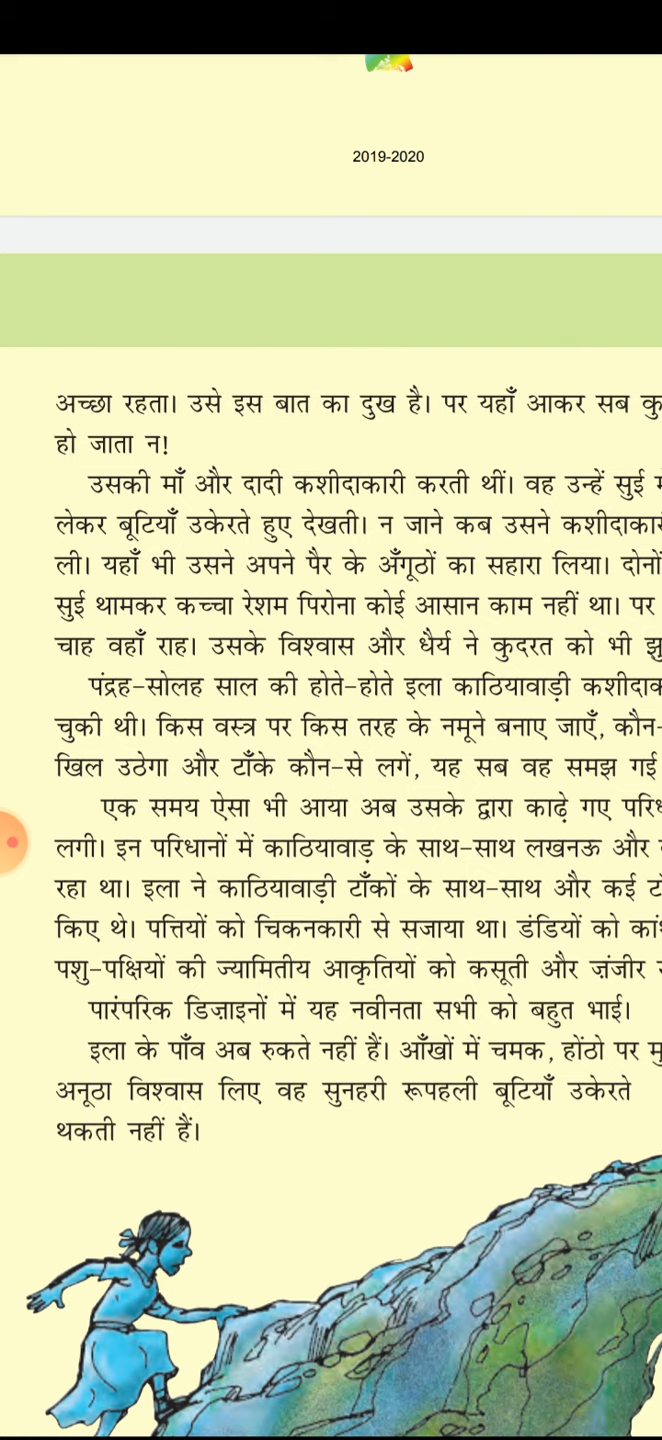 2019-2020
अच्छा रहता। उसे इस बात का दुख है। पर यहाँ आकर सब
हो जाता न!
उसकी माँ और दादी कशीदाकारी करती थीं। वह उन्हें सुई
लेकर बूटियाँ उकेरते हुए देखती। न जाने कब उसने
ली। यहाँ भी उसने अपने पैर के अँगूठों का सहारा लिया। दोनों
सुई थामकर कच्चा रेशम पिरोना कोई आसान काम नहीं था। पर
चाह वहाँ राह। उसके विश्वास और धैर्य ने कुदरत को भी
पंद्रह-सोलह साल की होते-होते इला काठियावाड़ी
चुकी थी। किस वस्त्र पर किस तरह के नमूने बनाए जाएँ, कौन-
खिल उठेगा और टाँके कौन-से लगें, यह सब वह समझ गई
एक समय ऐसा भी आया अब उसके द्वारा काढ़े गए
लगी। इन परिधानों में काठियावाड़ के साथ-साथ लखनऊ और
रहा था। इला ने काठियावाड़ी टाँकों के साथ-साथ और कई
किए थे। पत्तियों को चिकनकारी से सजाया था। डंडियों को
पशु-पक्षियों की ज्यामितीय आकृतियों को कसूती और ज़ंजीर
पारंपरिक डिज़ाइनों में यह नवीनता सभी को बहुत भाई।
इला के पाँव अब रुकते नहीं हैं। आँखों में चमक, होंठो पर
अनूठा विश्वास लिए वह सुनहरी रूपहली बूटियाँ उकेरते
थकती नहीं हैं।